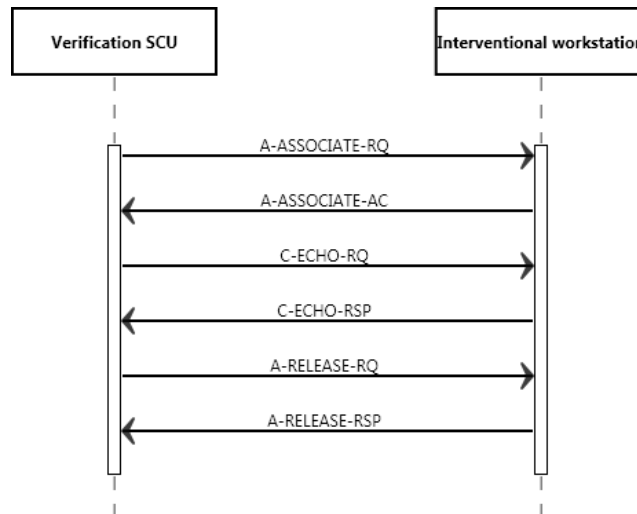 Verification SCU
Interventional workstation
A-ASSOCIATE-RQ
A-ASSOCIATE-AC
C-ECHO-RQ
C-ECHO-RSP
A-RELEASE-RQ
A-RELEASE-RSP